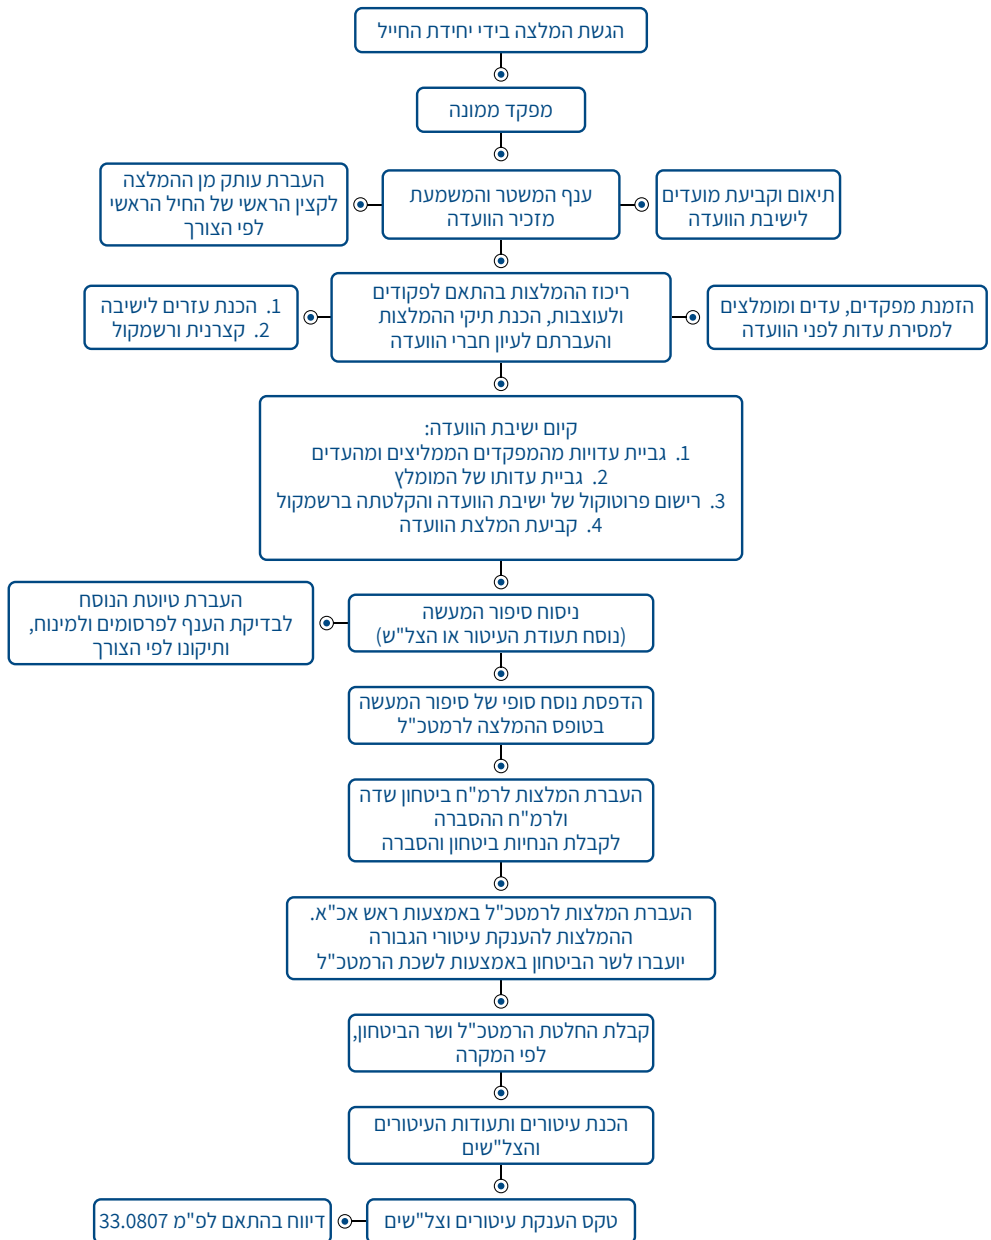 הגשת המלצה בידי יחידת החייל
מפקד ממונה
תיאום וקביעת מועדים
לישיבת הוועדה
ענף המשטר והמשמעת
מזכיר הוועדה
העברת עותק מן ההמלצה
לקצין הראשי של החיל הראשי
לפי הצורך
הזמנת מפקדים, עדים ומומלצים
למסירת עדות לפני הוועדה
ריכוז ההמלצות בהתאם לפקודים
ולעוצבות, הכנת תיקי ההמלצות
והעברתם לעיון חברי הוועדה
1. הכנת עזרים לישיבה
2. קצרנית ורשמקול
קיום ישיבת הוועדה:
1. גביית עדויות מהמפקדים הממליצים ומהעדים
2. גביית עדותו של המומלץ
3. רישום פרוטוקול של ישיבת הוועדה והקלטתה ברשמקול
4. קביעת המלצת הוועדה
ניסוח סיפור המעשה
(נוסח תעודת העיטור או הצל"ש)
העברת טיוטת הנוסח
לבדיקת הענף לפרסומים ולמינוח,
ותיקונו לפי הצורך
הדפסת נוסח סופי של סיפור המעשה
בטופס ההמלצה לרמטכ"ל
העברת המלצות לרמ"ח ביטחון שדה
ולרמ"ח ההסברה
לקבלת הנחיות ביטחון והסברה
העברת המלצות לרמטכ"ל באמצעות ראש אכ"א.
ההמלצות להענקת עיטורי הגבורה
יועברו לשר הביטחון באמצעות לשכת הרמטכ"ל
קבלת החלטת הרמטכ"ל ושר הביטחון,
לפי המקרה
הכנת עיטורים ותעודות העיטורים
והצל"שים
טקס הענקת עיטורים וצל"שים
דיווח בהתאם לפ"מ 33.0807